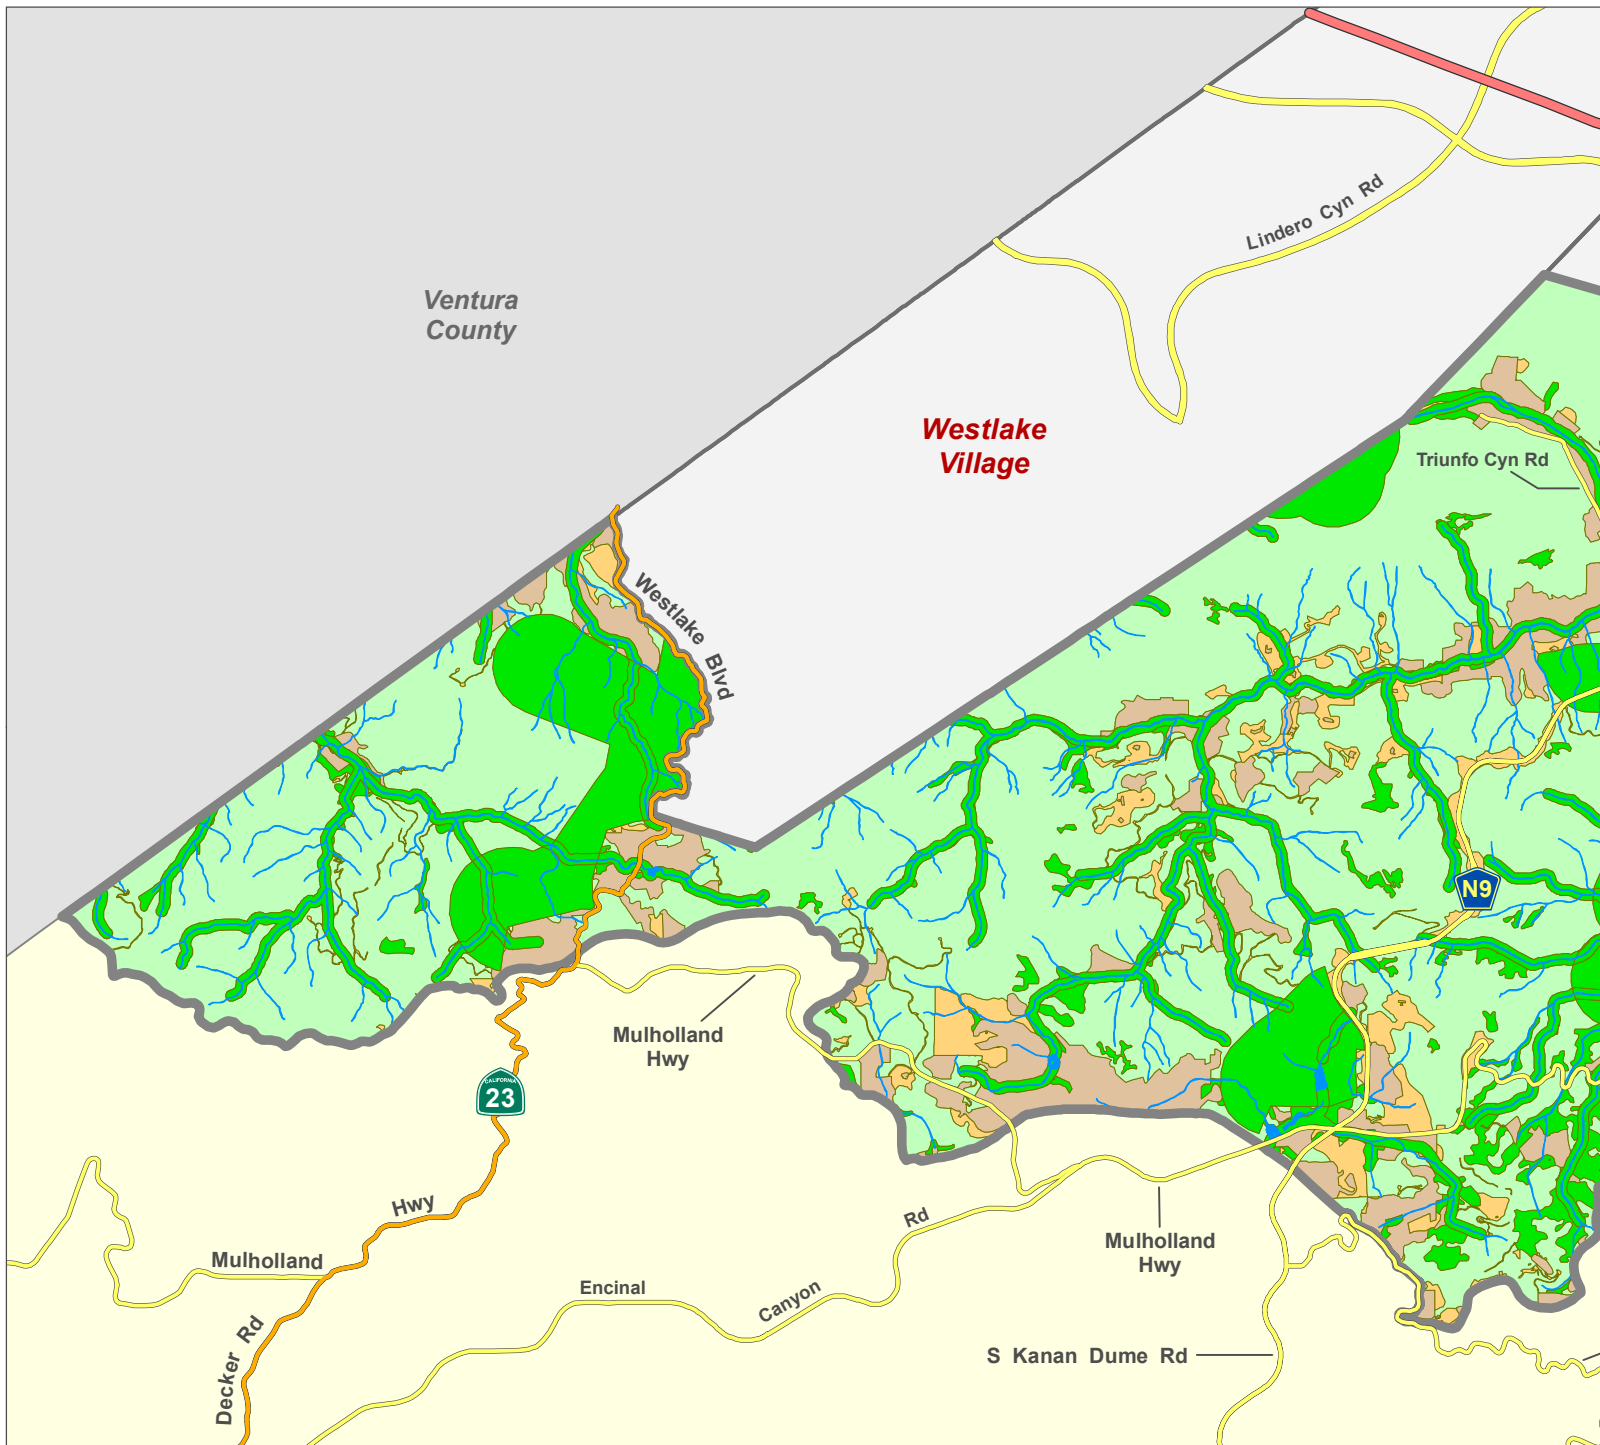 Lindero Cyn Rd
Ventura
County
Westlake
Village
Triunfo Cyn Rd
Westlake Blvd
N9
Mulholland
Hwy
CALIFORNIA
23
Hwy
Rd
Mulholland
Hwy
Mulholland
Encinal
Canyon
Decker Rd
S Kanan Dume Rd